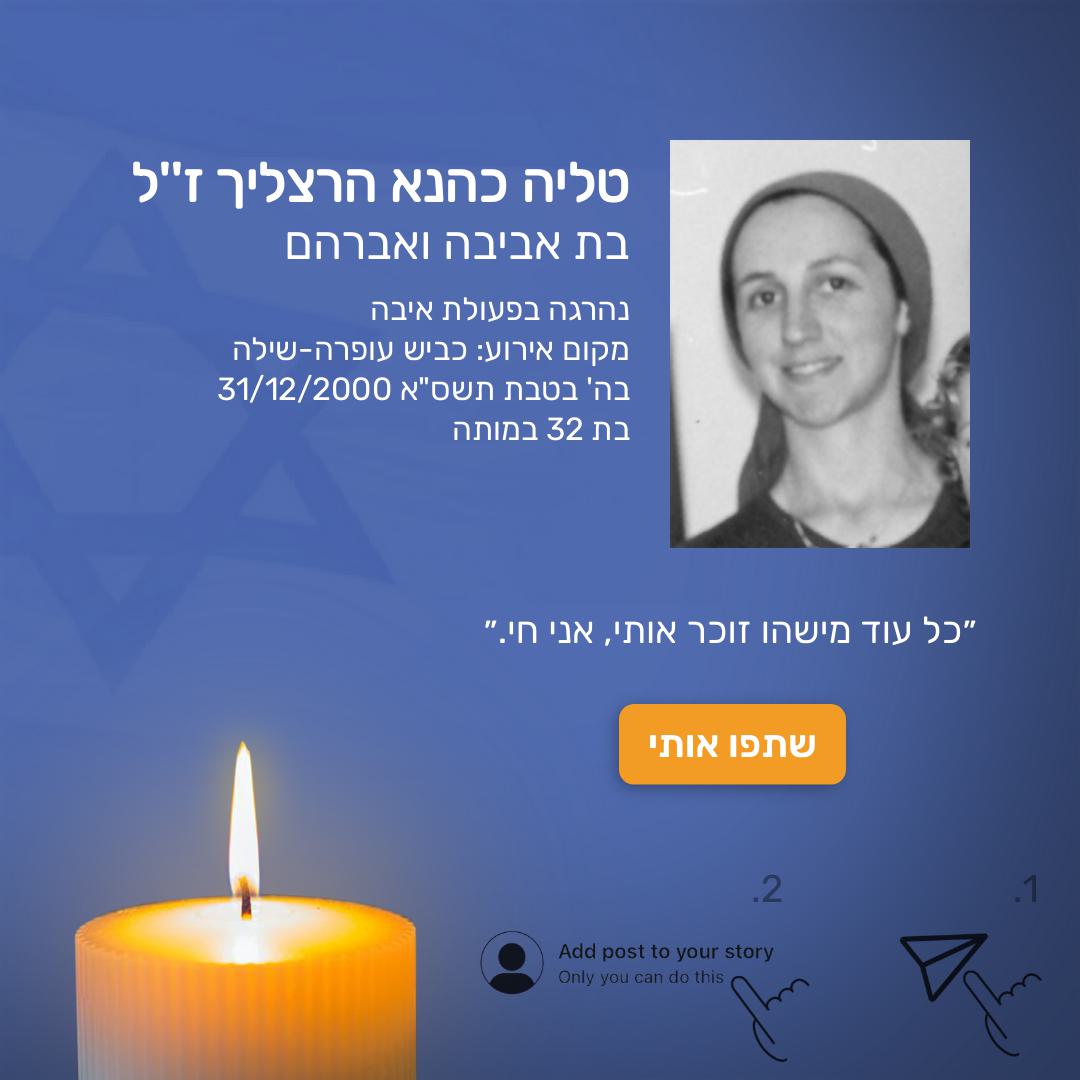 טליה כהנא הרצליך ז"ל
בת אביבה ואברהם
נהרגה בפעולת איבה
מקום אירוע: כביש עופרה-שילה
בה' בטבת תשס"א 31/12/2000
בת 32 במותה
״כל עוד מישהו זוכר אותי, אני חי.״
שתפו אותי
1.
2.
Add post to your story
Only you can do this